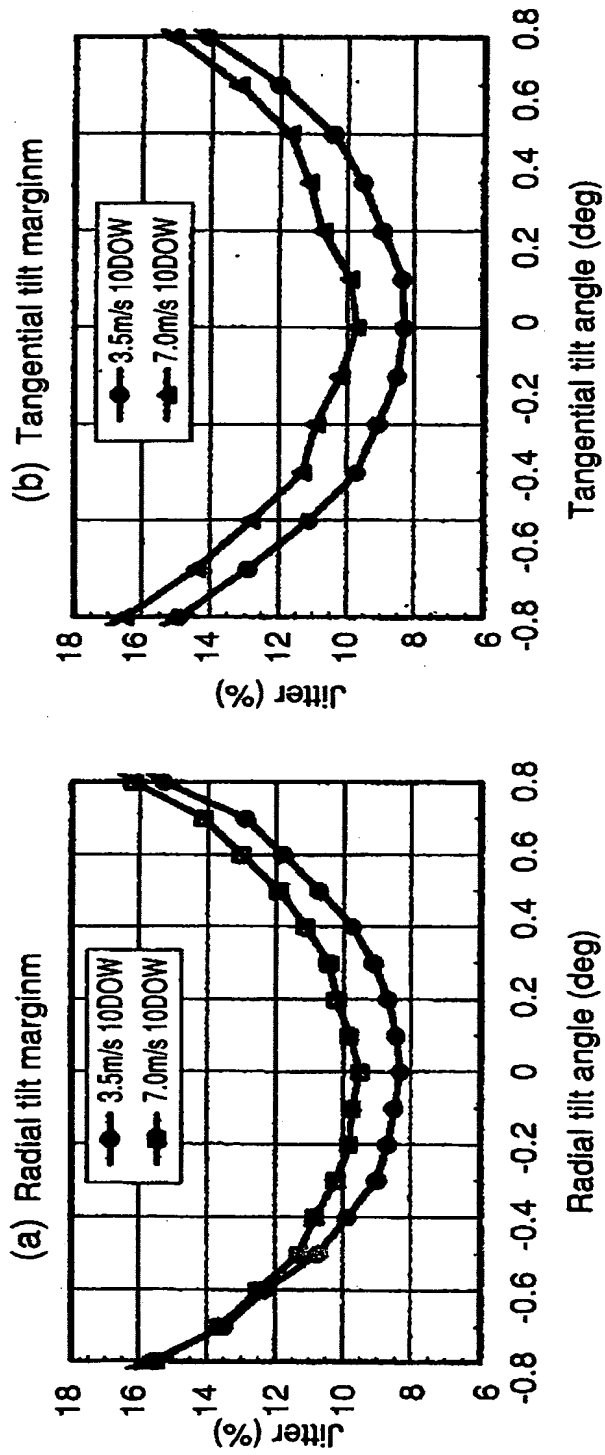 (a) Radial tilt marginm
18
16
14
12
10
8
6
Jitter (%)
3.5m/s 10DOW
7.0m/s 10DOW
-0.8 -0.6 -0.4 -0.2 0 0.2 0.4 0.6 0.8
Radial tilt angle (deg)
(b) Tangential tilt marginm
18
16
14
12
10
8
6
Jitter (%)
3.5m/s 10DOW
7.0m/s 10DOW
-0.8 -0.6 -0.4 -0.2 0 0.2 0.4 0.6 0.8
Tangential tilt angle (deg)